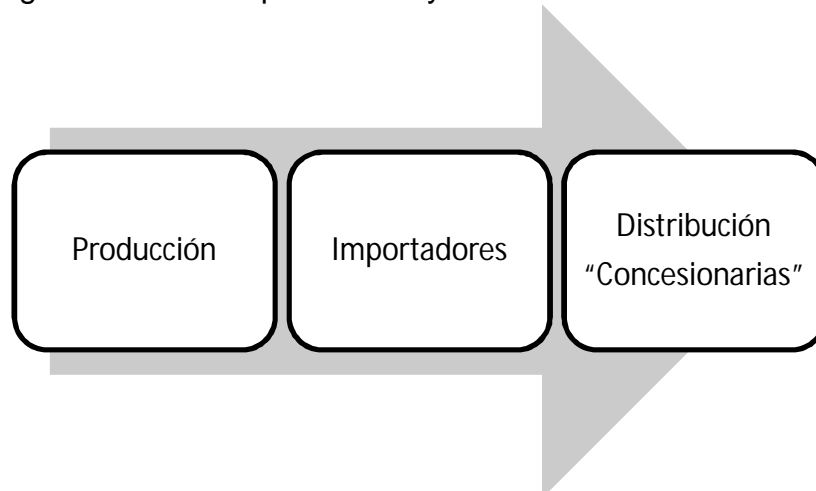 Producción
Importadores
Distribución
“Concesionarias”